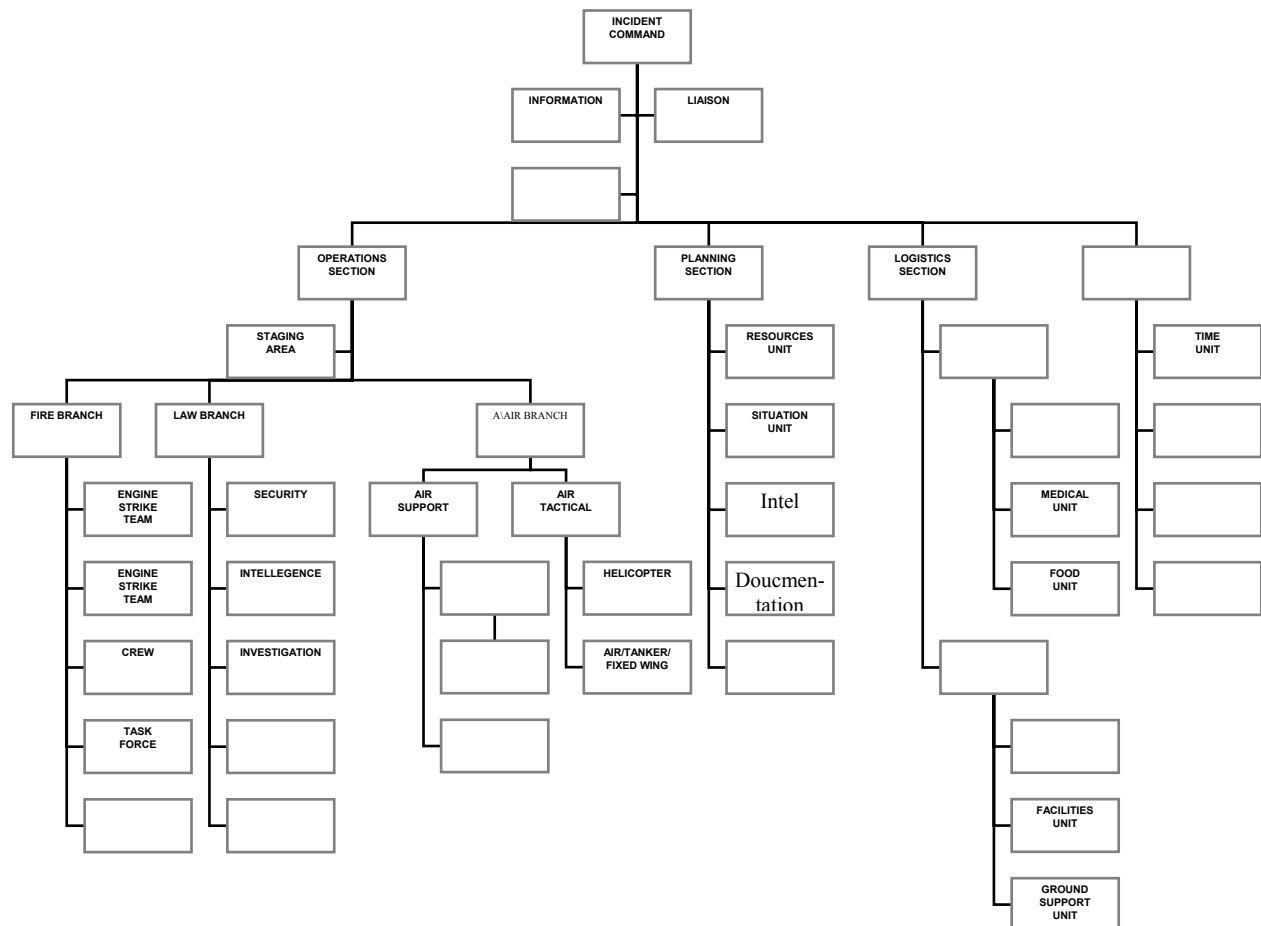 INCIDENT
COMMAND
INFORMATION
LIAISON
OPERATIONS
SECTION
PLANNING
SECTION
LOGISTICS
SECTION
STAGING
AREA
RESOURCES
UNIT
TIME
UNIT
FIRE BRANCH
LAW BRANCH
A\AIR BRANCH
SITUATION
UNIT
ENGINE
STRIKE
TEAM
SECURITY
AIR
SUPPORT
AIR
TACTICAL
Intel
MEDICAL
UNIT
ENGINE
STRIKE
TEAM
INTELLEGENCE
HELICOPTER
Doucmen-
tation
FOOD
UNIT
CREW
INVESTIGATION
AIR/TANKER/
FIXED WING
TASK
FORCE
FACILITIES
UNIT
GROUND
SUPPORT
UNIT